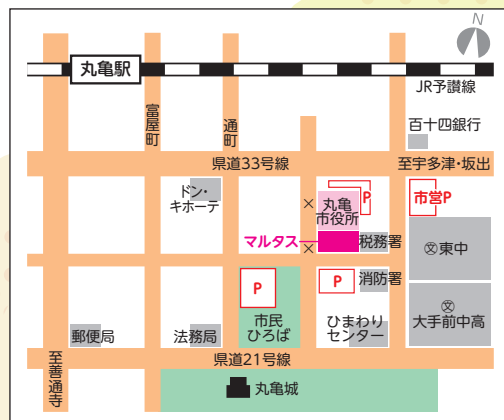 N
丸亀駅
JR予讃線
富屋町
通町
百十四銀行
県道33号線
至宇多津・坂出
ドン・
キホーテ
×
P
丸亀
市役所
市営P
マルタス
×
税務署
文東中
P
P
消防署
市民
ひろば
ひまわり
センター
文
大手前中高
郵便局
法務局
県道21号線
至善通寺
丸亀城